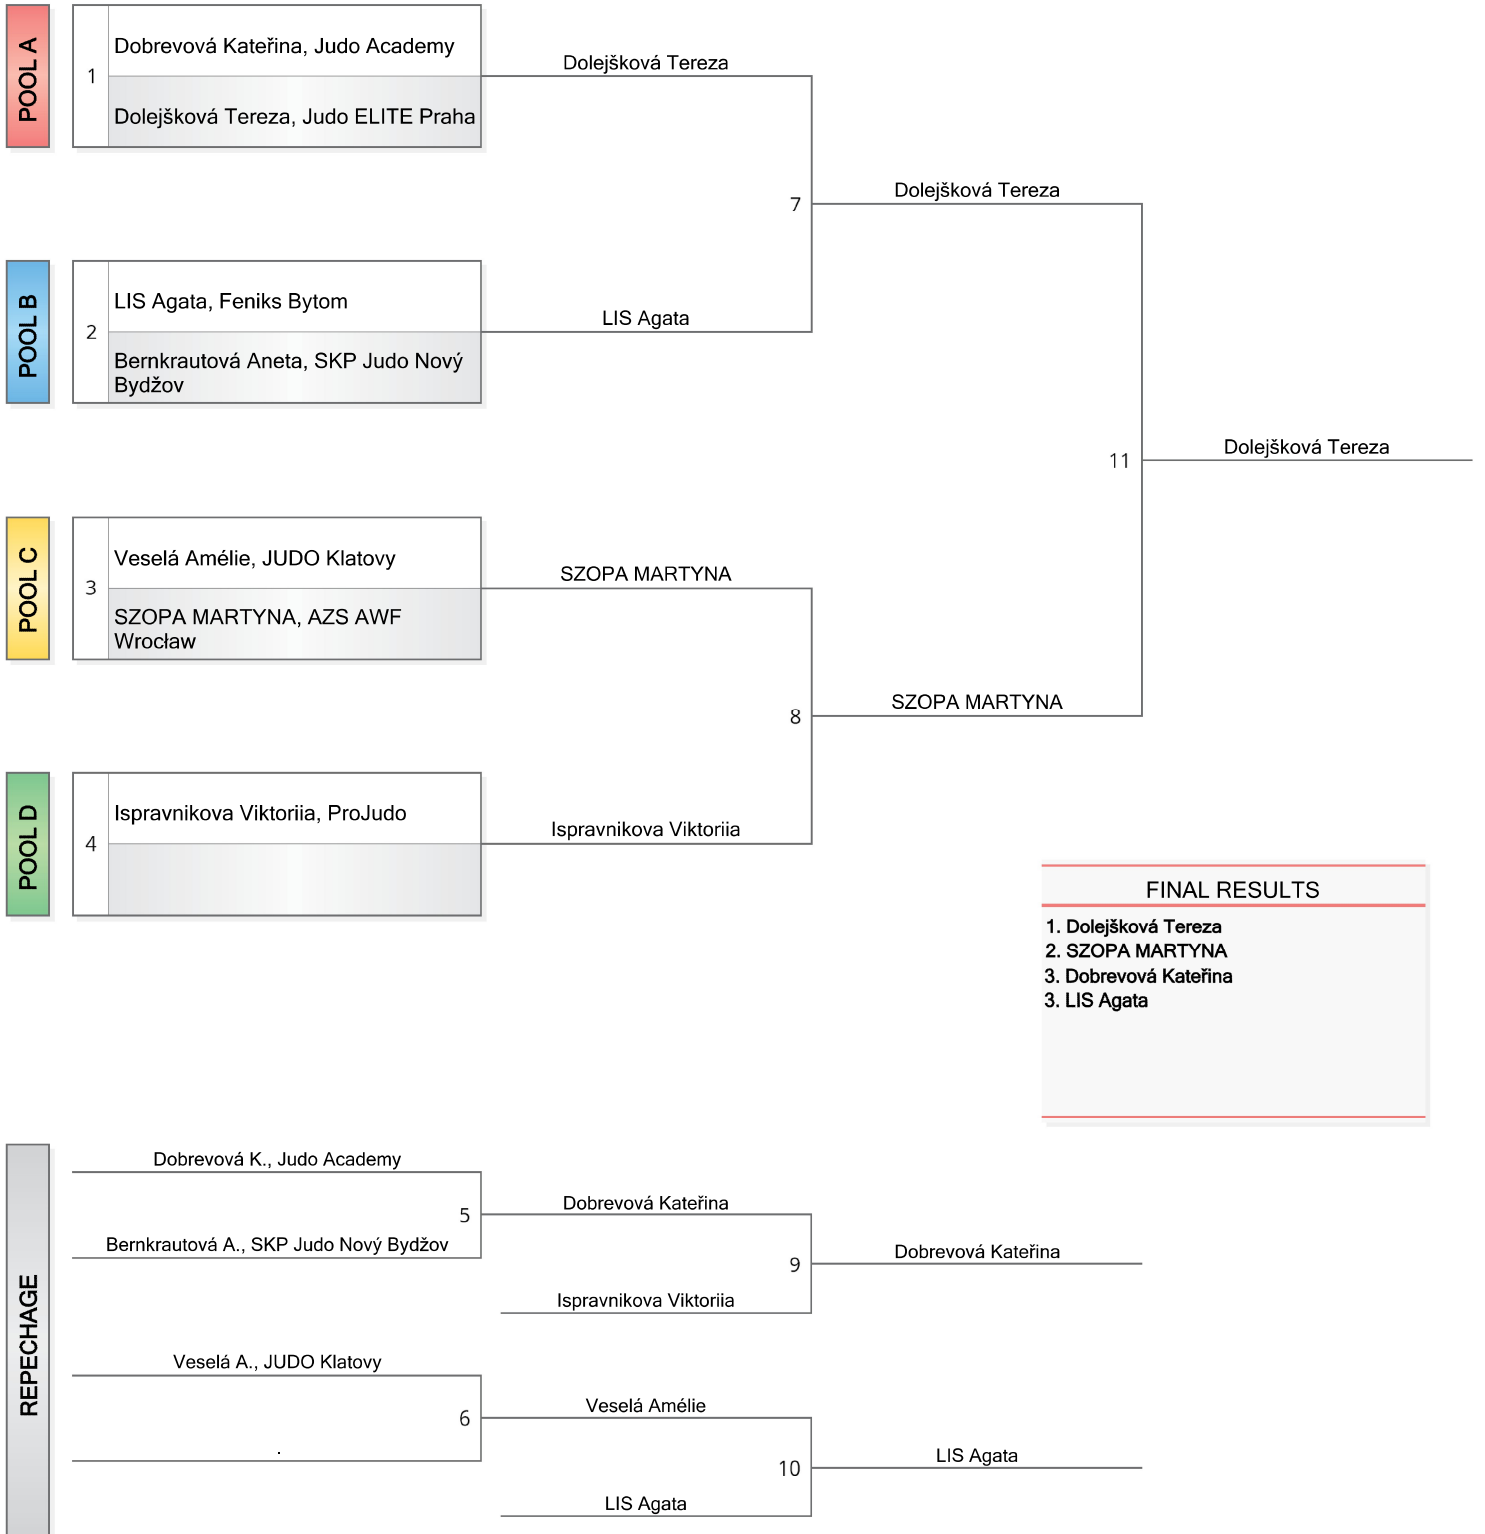 POOL A
1
Dobrevová Kateřina, Judo Academy
Dolejšková Tereza, Judo ELITE Praha
Dolejšková Tereza
7
Dolejšková Tereza
POOL B
2
LIS Agata, Feniks Bytom
Bernkrautová Aneta, SKP Judo Nový
Bydžov
LIS Agata
11
Dolejšková Tereza
POOL C
3
Veselá Amélie, JUDO Klatovy
SZOPA MARTYNA, AZS AWF
Wrocław
SZOPA MARTYNA
8
SZOPA MARTYNA
POOL D
4
Ispravnikova Viktoriia, ProJudo
Ispravnikova Viktoriia
FINAL RESULTS
1. Dolejšková Tereza
2. SZOPA MARTYNA
3. Dobrevová Kateřina
3. LIS Agata
REPECHAGE
Dobrevová K., Judo Academy
5
Bernkrautová A., SKP Judo Nový Bydžov
Dobrevová Kateřina
9
Ispravnikova Viktoriia
Dobrevová Kateřina
Veselá A., JUDO Klatovy
6
.
Veselá Amélie
10
LIS Agata
LIS Agata